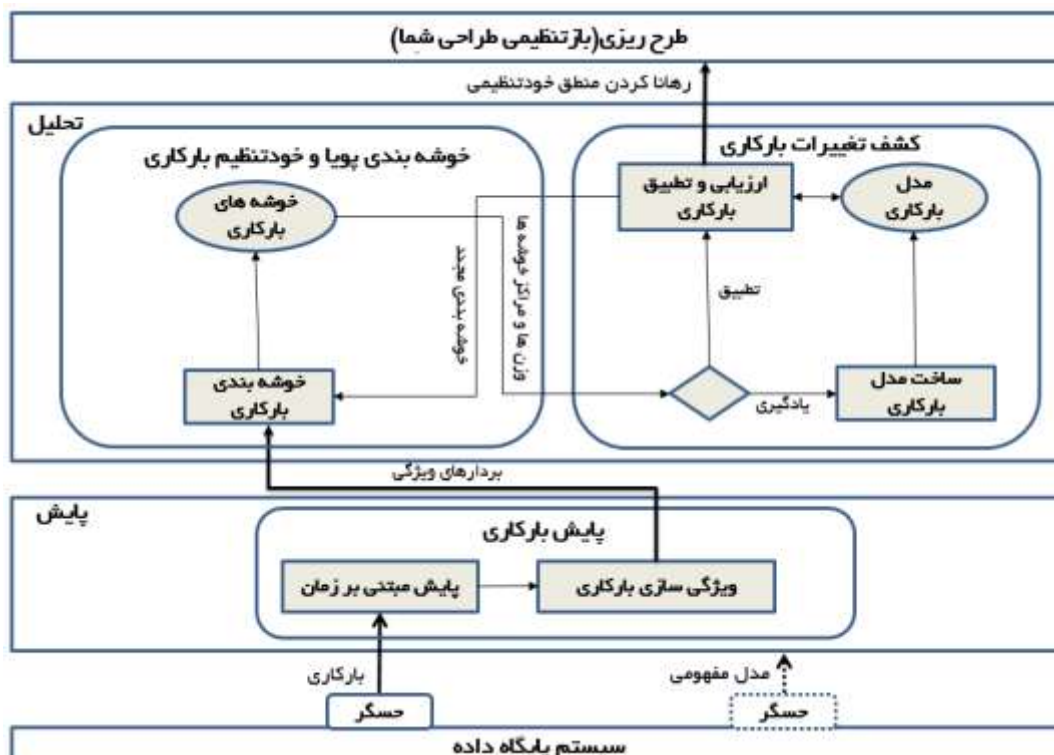 طرح ریزی(بازتنظیمی طراحی شما)
رهانا کردن منطق خودتنظیمی
تحلیل
کشف تغییرات بارکاری
خوشه بندی پویا و خودتنظیم بارکاری
مدل
بارکاری
ارزیابی و تطبیق
بارکاری
خوشه های
بارکاری
وزن ها و مراکز خوشه ها
خوشه بندی مجدد
تطبیق
ساخت مدل
بارکاری
یادگیری
خوشه بندی
بارکاری
بردارهای ویژگی
پایش
پایش بارکاری
ویژگی سازی بارکاری
پایش مبتنی بر زمان
مدل مفهومی
بارکاری
حسگر
حسگر
سیستم پایگاه داده